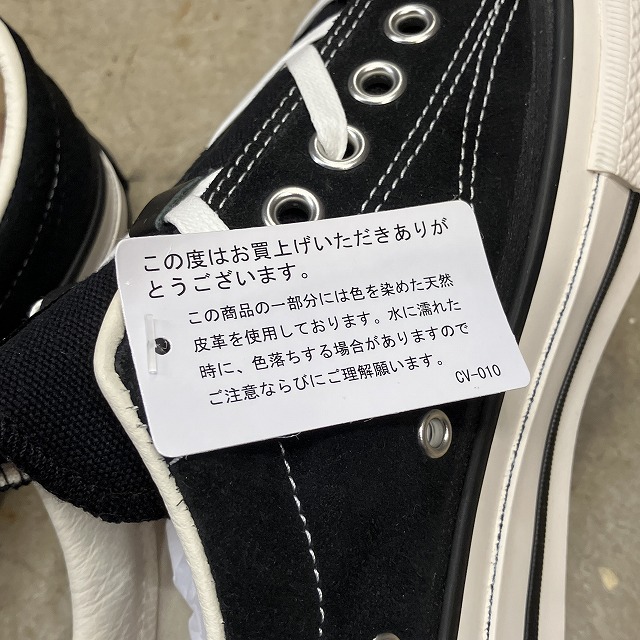 この度はお買上げいただきありが
とうございます。
この商品の一部分には色を染めた天然
皮革を使用しております。水に濡れた
時に、色落ちする場合がありますので
ご注意ならびにご理解願います。
CV-010